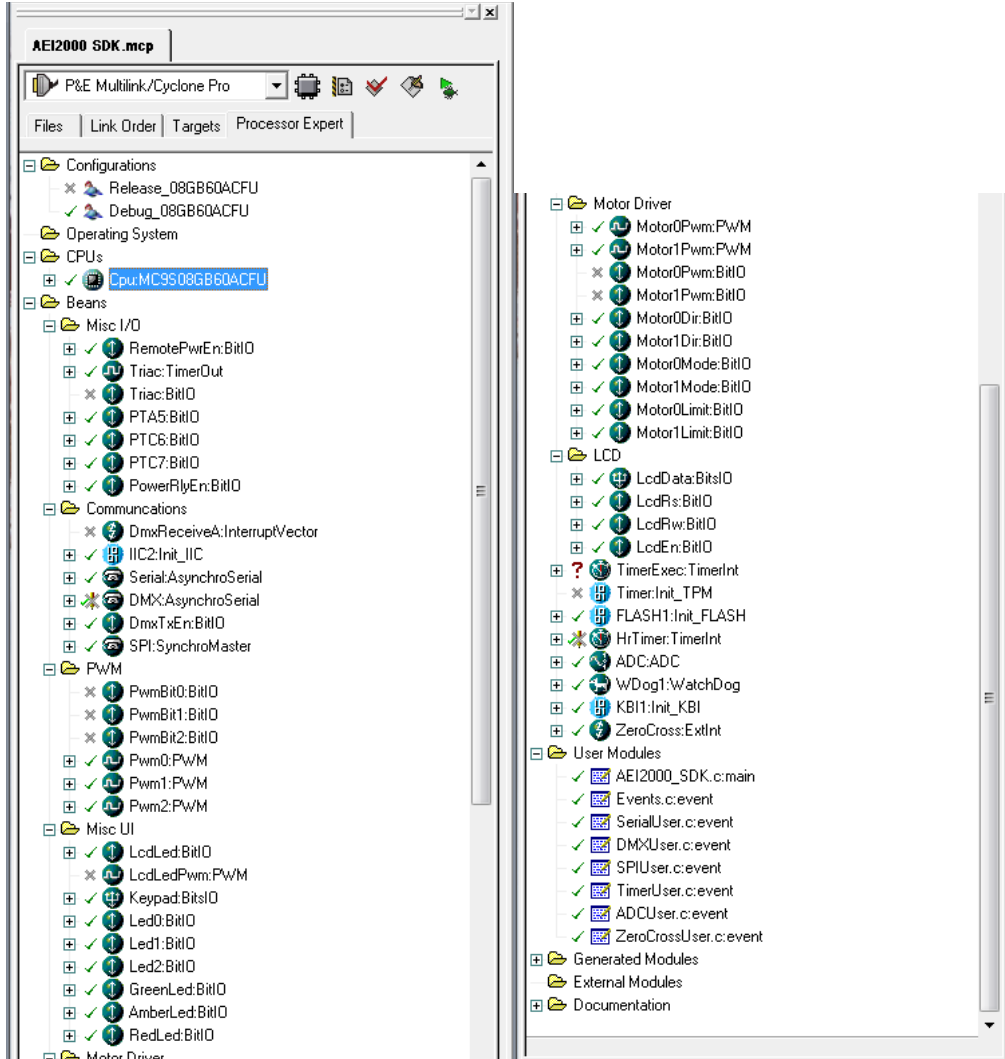 AEI2000 SDK.mcp
P&E Multilink/Cyclone Pro
Files Link Order Targets Processor Expert
Configurations
Release_08GB60ACFU
Debug_08GB60ACFU
Operating System
CPUs
Cpu:MC9S08GB60ACFU
Beans
Misc I/O
RemotePwrEn:BitIO
Triac:TimerOut
Triac:BitIO
PTA5:BitIO
PTC6:BitIO
PTC7:BitIO
PowerRlyEn:BitIO
Communcations
DmxReceiveA:InterruptVector
IIC2:Init_IIC
Serial:AsynchroSerial
DMX:AsynchroSerial
DmxTxEn:BitIO
SPI:SynchroMaster
PWM
PwmBit0:BitIO
PwmBit1:BitIO
PwmBit2:BitIO
Pwm0:PWM
Pwm1:PWM
Pwm2:PWM
Misc UI
LcdLed:BitIO
LcdLedPwm:PWM
Keypad:BitsIO
Led0:BitIO
Led1:BitIO
Led2:BitIO
GreenLed:BitIO
AmberLed:BitIO
RedLed:BitIO
Motor Driver
Motor Driver
Motor0Pwm:PWM
Motor1Pwm:PWM
Motor0Pwm:BitIO
Motor1Pwm:BitIO
Motor0Dir:BitIO
Motor1Dir:BitIO
Motor0Mode:BitIO
Motor1Mode:BitIO
Motor0Limit:BitIO
Motor1Limit:BitIO
LCD
LcdData:BitsIO
LcdRs:BitIO
LcdRw:BitIO
LcdEn:BitIO
TimerExec:TimerInt
Timer:Init_TPM
FLASH1:Init_FLASH
HrTimer:TimerInt
ADC:ADC
WDog1:WatchDog
KBI1:Init_KBI
ZeroCross:ExtInt
User Modules
AEI2000_SDK.c:main
Events.c:event
SerialUser.c:event
DMXUser.c:event
SPIUser.c:event
TimerUser.c:event
ADCUser.c:event
ZeroCrossUser.c:event
Generated Modules
External Modules
Documentation